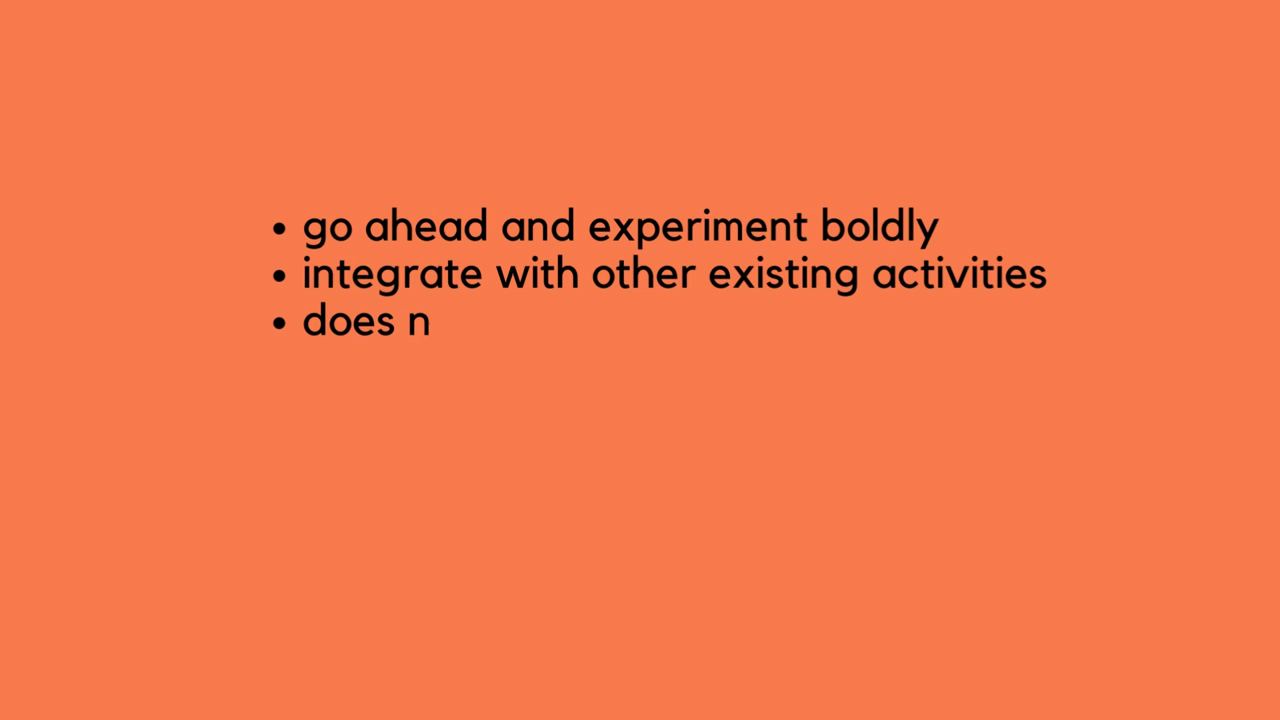 • go ahead and experiment boldly
• integrate with other existing activities
• does n